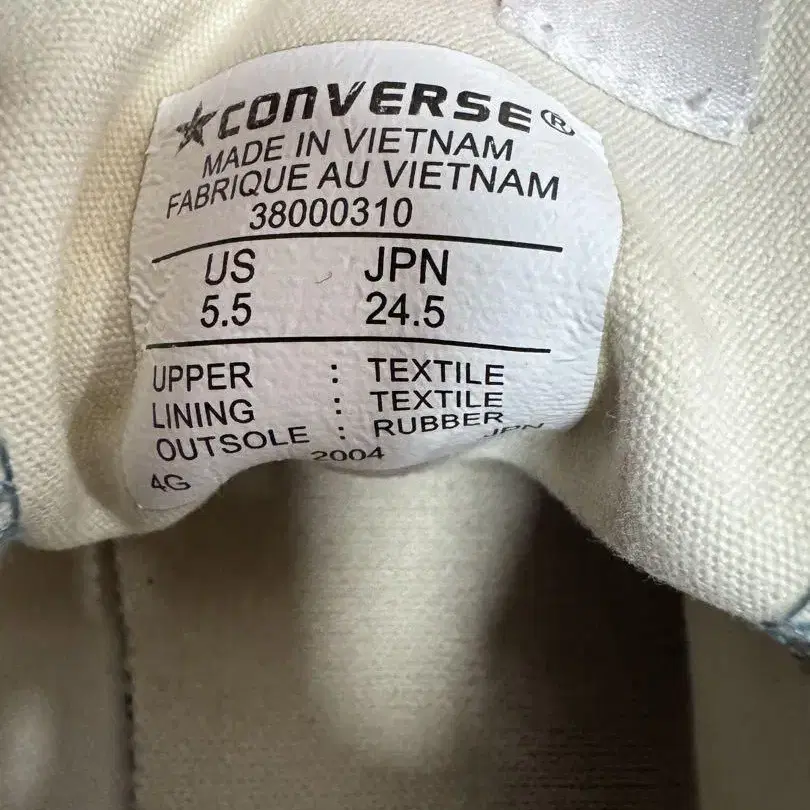 CONVERSE®
MADE IN VIETNAM
FABRIQUE AU VIETNAM
38000310
US JPN
5.5 24.5
UPPER : TEXTILE
LINING : TEXTILE
OUTSOLE : RUBBER
4G 2004 JPN